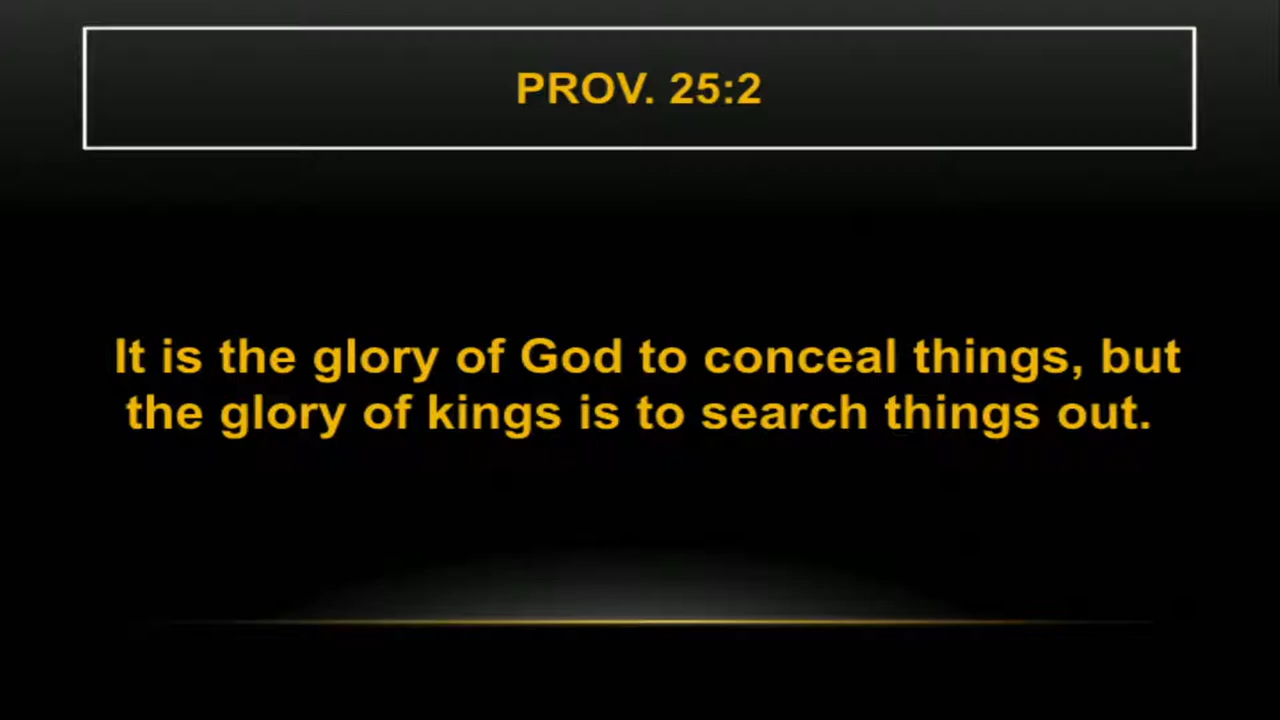 PROV. 25:2
It is the glory of God to conceal things, but
the glory of kings is to search things out.